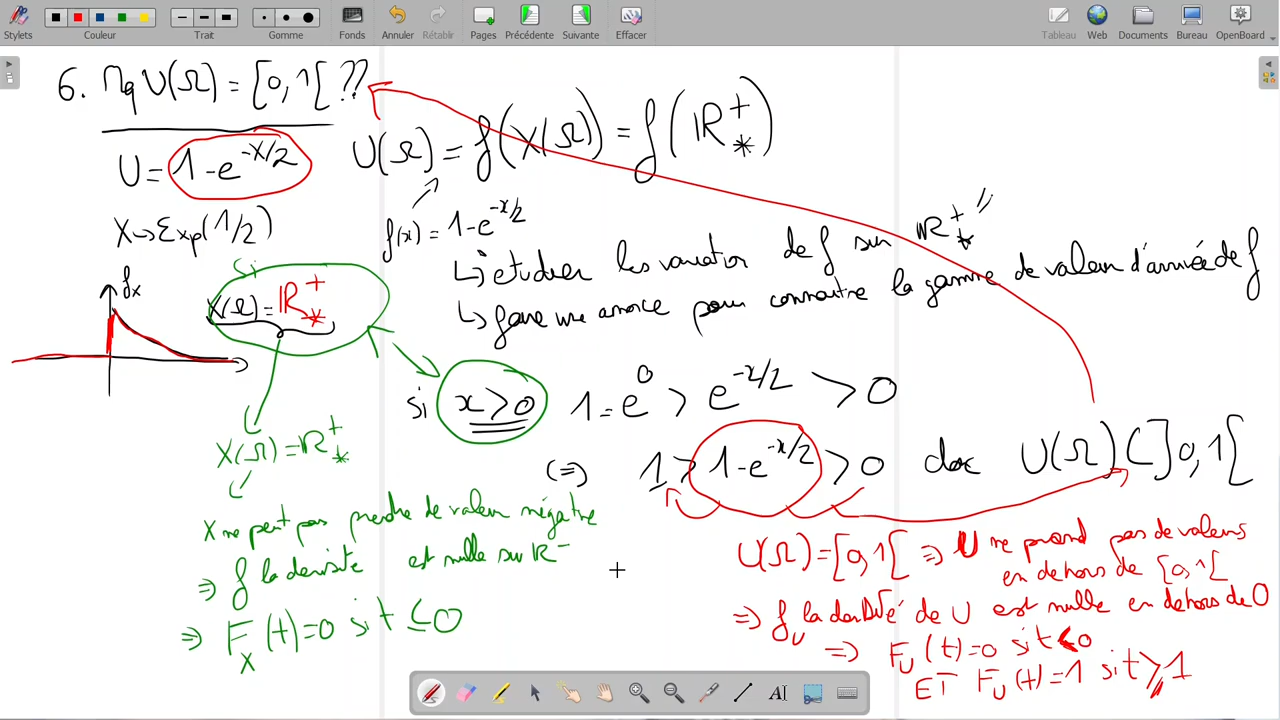 Stylets Couleur Trait Gomme Fonds Annuler Rétablir Pages Précédente Suivante Effacer Tableau Web Documents Bureau OpenBoard
6. Mq U(Ω) = [0,1[ ??
U = 1-e^{-X/2}
U(Ω) = f(X(Ω)) = f(ℝ^+_*)
X ↪ Exp(1/2)
f(x) = 1-e^{-x/2}
↳ étudier les variation de f sur ℝ^+_* "
↳ faire une amorce pour connaitre la gamme de valeur d'arrivée de f
fx
si
X(Ω) = ℝ^+_*
si x > 0 1 = e^0 > e^{-x/2} > 0
(=) 1 > 1-e^{-x/2} > 0 donc U(Ω) ⊂ ]0,1[
X(Ω) = ℝ^+_*
X ne peut pas prendre de valeur négative
⇒ f la densité est nulle sur ℝ^-
⇒ F_X(t)=0 si t ≤ 0
U(Ω) = [0,1[ ⇒ U ne prend pas de valeurs
en dehors de [0,1[
⇒ f_U la densité de U est nulle en dehors de 0
⇒ F_U(t)=0 si t<0
ET F_U(t)=1 si t ≥ 1